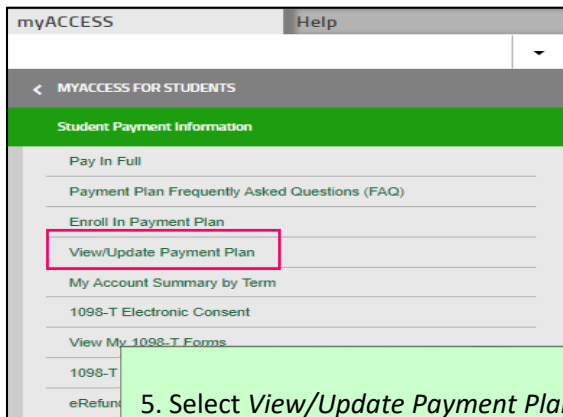 myACCESS Help
< MYACCESS FOR STUDENTS
Student Payment Information
Pay In Full
Payment Plan Frequently Asked Questions (FAQ)
Enroll In Payment Plan
View/Update Payment Plan
My Account Summary by Term
1098-T Electronic Consent
View My 1098-T Forms
1098-T
eRefun
5. Select View/Update Payment Plan